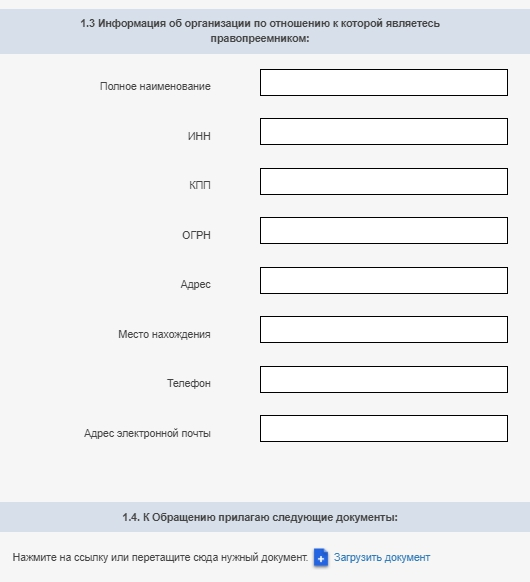 1.3 Информация об организации по отношению к которой являетесь
правопреемником:
Полное наименование
ИНН
КПП
ОГРН
Адрес
Место нахождения
Телефон
Адрес электронной почты
1.4. К Обращению прилагаю следующие документы:
Нажмите на ссылку или перетащите сюда нужный документ. Загрузить документ